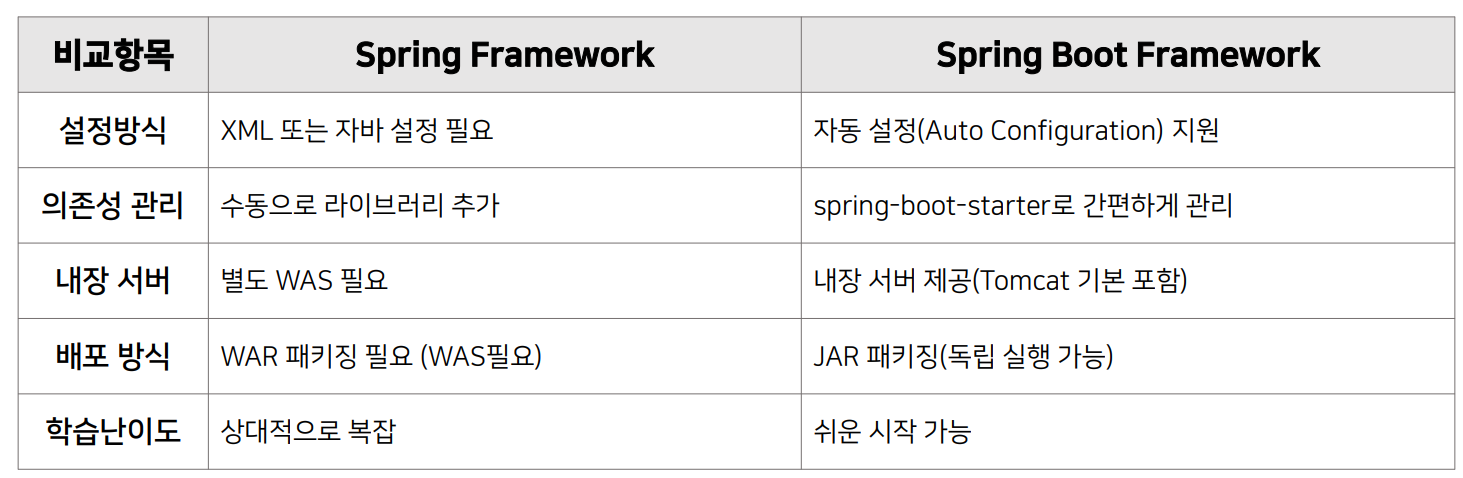 비교항목 Spring Framework Spring Boot Framework
설정방식 XML 또는 자바 설정 필요 자동 설정(Auto Configuration) 지원
의존성 관리 수동으로 라이브러리 추가 spring-boot-starter로 간편하게 관리
내장 서버 별도 WAS 필요 내장 서버 제공(Tomcat 기본 포함)
배포 방식 WAR 패키징 필요 (WAS필요) JAR 패키징(독립 실행 가능)
학습난이도 상대적으로 복잡 쉬운 시작 가능